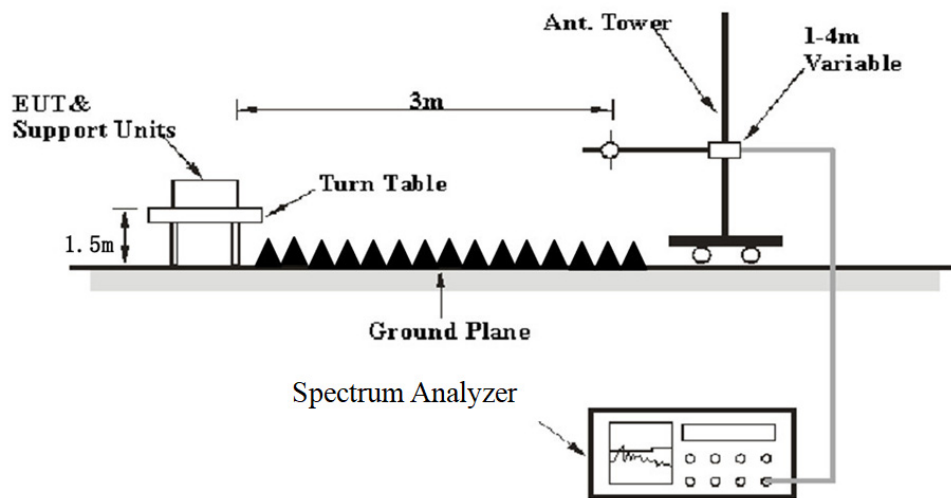 Ant. Tower
1-4m
Variable
EUT&
Support Units
3m
Turn Table
1.5m
Ground Plane
Spectrum Analyzer